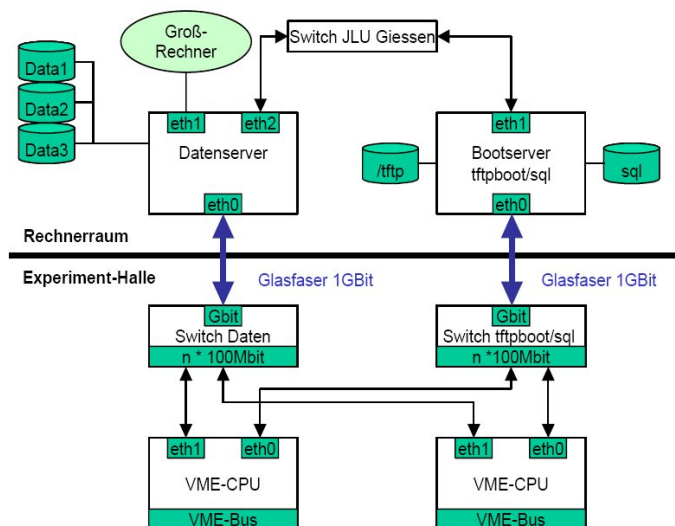 Groß-
Rechner
Switch JLU Giessen
Data1
Data2
Data3
eth1
eth2
Datenserver
eth0
eth1
Bootserver
tftpboot/sql
eth0
/tftp
sql
Rechnerraum
Experiment-Halle
Glasfaser 1GBit
Glasfaser 1GBit
Gbit
Switch Daten
n * 100Mbit
Gbit
Switch tftpboot/sql
n *100Mbit
eth1
eth0
VME-CPU
VME-Bus
eth1
eth0
VME-CPU
VME-Bus